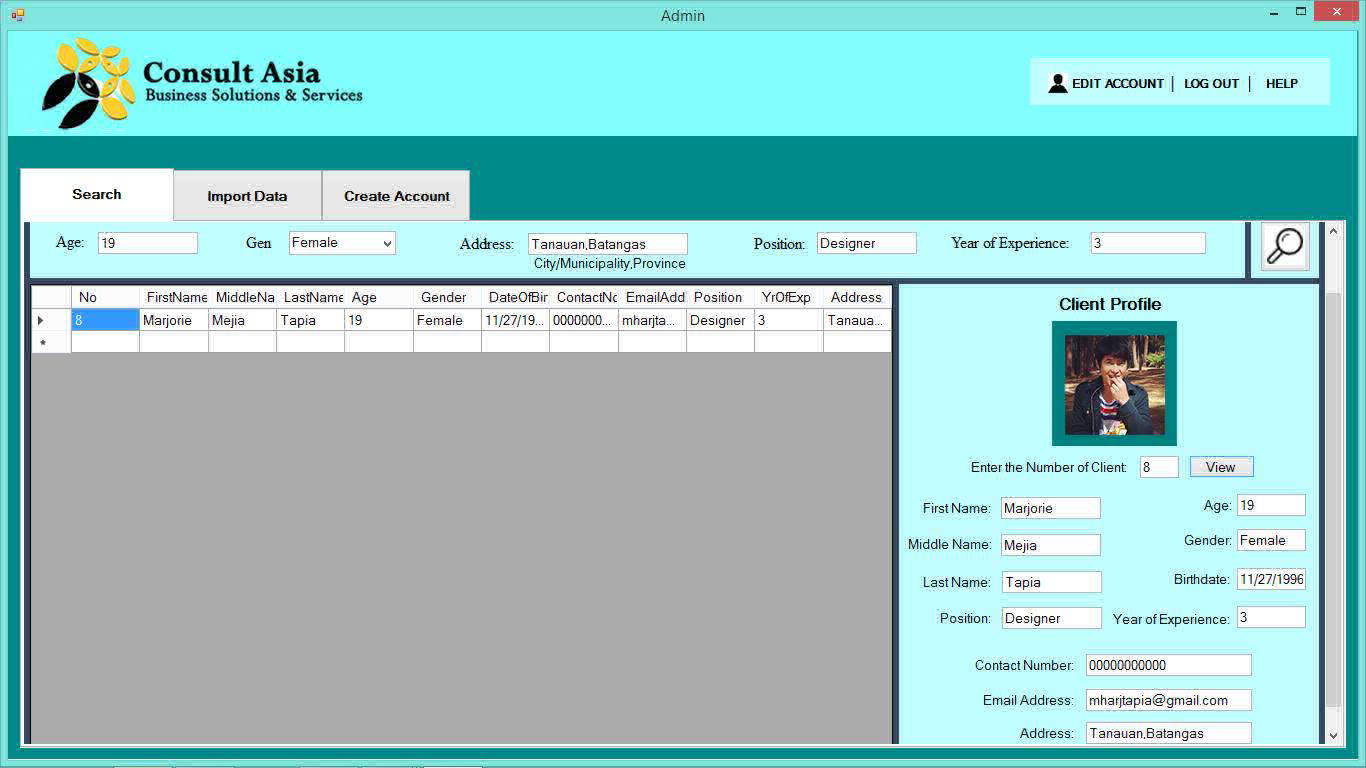 Admin
Consult Asia
Business Solutions & Services
EDIT ACCOUNT | LOG OUT | HELP
Search
Import Data
Create Account
Age: 19
Gen Female
Address: Tanauan,Batangas
City/Municipality,Province
Position: Designer
Year of Experience: 3
No FirstName MiddleNa LastName Age Gender DateOfBir ContactNo EmailAdd Position YrOfExp Address
8 Marjorie Mejia Tapia 19 Female 11/27/19... 0000000... mharjta... Designer 3 Tanaua...
*
Client Profile
Enter the Number of Client: 8 View
First Name: Marjorie
Age: 19
Middle Name: Mejia
Gender: Female
Last Name: Tapia
Birthdate: 11/27/1996
Position: Designer
Year of Experience: 3
Contact Number: 00000000000
Email Address: mharjtapia@gmail.com
Address: Tanauan,Batangas